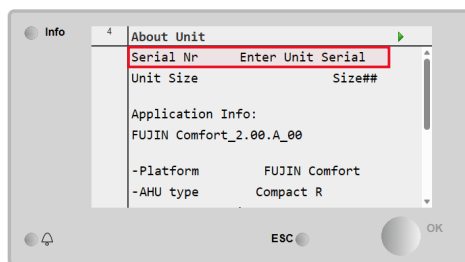 Info
4 About Unit
Serial Nr Enter Unit Serial
Unit Size Size##
Application Info:
FUJIN Comfort_2.00.A_00
-Platform FUJIN Comfort
-AHU type Compact R
ESC
OK